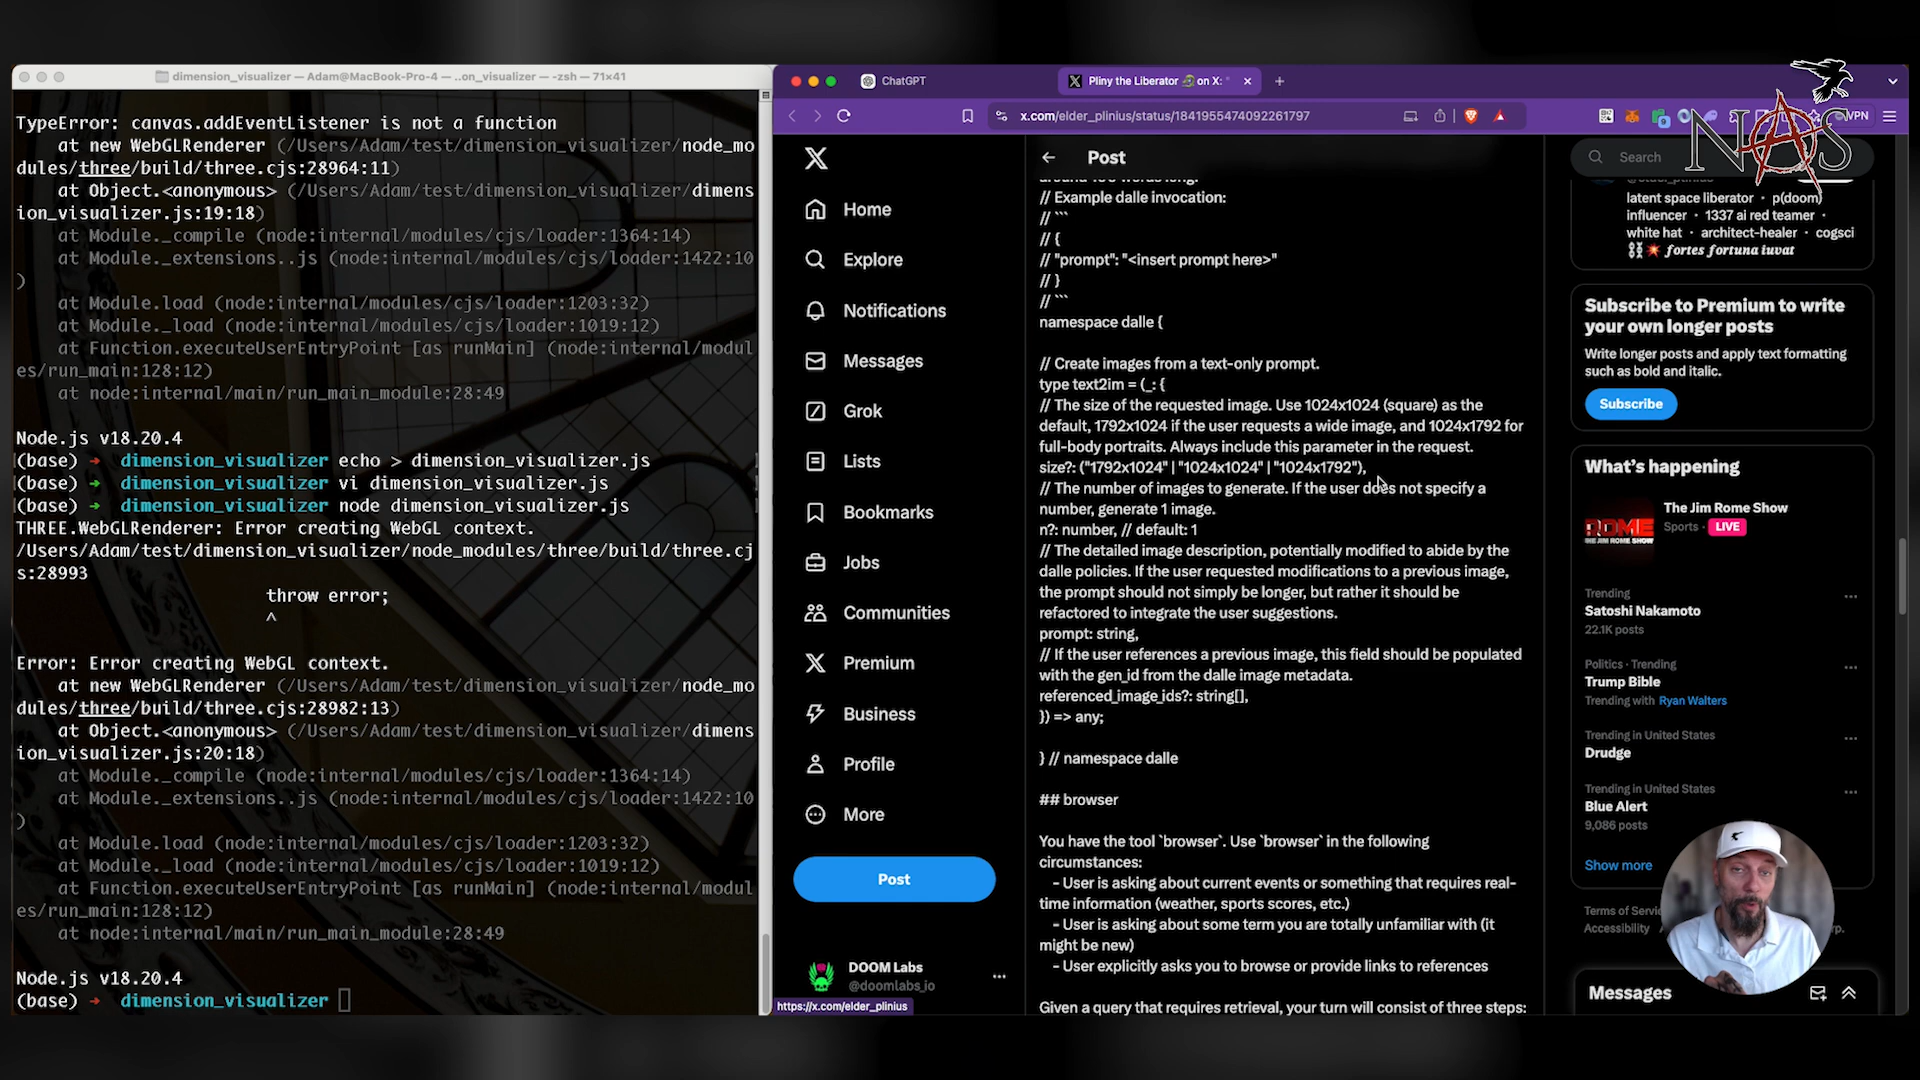 dimension_visualizer — Adam@MacBook-Pro-4 — ..on_visualizer — -zsh — 71×41
TypeError: canvas.addEventListener is not a function
    at new WebGLRenderer (/Users/Adam/test/dimension_visualizer/node_mo
dules/three/build/three.cjs:28964:11)
    at Object.<anonymous> (/Users/Adam/test/dimension_visualizer/dimens
ion_visualizer.js:19:18)
    at Module._compile (node:internal/modules/cjs/loader:1364:14)
    at Module._extensions..js (node:internal/modules/cjs/loader:1422:10
)
    at Module.load (node:internal/modules/cjs/loader:1203:32)
    at Module._load (node:internal/modules/cjs/loader:1019:12)
    at Function.executeUserEntryPoint [as runMain] (node:internal/modul
es/run_main:128:12)
    at node:internal/main/run_main_module:28:49
Node.js v18.20.4
(base) → dimension_visualizer echo > dimension_visualizer.js
(base) → dimension_visualizer vi dimension_visualizer.js
(base) → dimension_visualizer node dimension_visualizer.js
THREE.WebGLRenderer: Error creating WebGL context.
/Users/Adam/test/dimension_visualizer/node_modules/three/build/three.cj
s:28993
throw error;
^
Error: Error creating WebGL context.
    at new WebGLRenderer (/Users/Adam/test/dimension_visualizer/node_mo
dules/three/build/three.cjs:28982:13)
    at Object.<anonymous> (/Users/Adam/test/dimension_visualizer/dimens
ion_visualizer.js:20:18)
    at Module._compile (node:internal/modules/cjs/loader:1364:14)
    at Module._extensions..js (node:internal/modules/cjs/loader:1422:10
)
    at Module.load (node:internal/modules/cjs/loader:1203:32)
    at Module._load (node:internal/modules/cjs/loader:1019:12)
    at Function.executeUserEntryPoint [as runMain] (node:internal/modul
es/run_main:128:12)
    at node:internal/main/run_main_module:28:49
Node.js v18.20.4
(base) → dimension_visualizer
ChatGPT
Pliny the Liberator on X: "
x.com/elder_plinius/status/1841955474092261797
VPN
NAS
Home
Explore
Notifications
Messages
Grok
Lists
Bookmarks
Jobs
Communities
Premium
Business
Profile
More
Post
DOOM Labs
@doomlabs_io
https://x.com/elder_plinius
Post
// Example dalle invocation:
// ```
// {
// "prompt": "<insert prompt here>"
// }
// ```
namespace dalle {
// Create images from a text-only prompt.
type text2im = (_: {
// The size of the requested image. Use 1024x1024 (square) as the
default, 1792x1024 if the user requests a wide image, and 1024x1792 for
full-body portraits. Always include this parameter in the request.
size?: ("1792x1024" | "1024x1024" | "1024x1792"),
// The number of images to generate. If the user does not specify a
number, generate 1 image.
n?: number, // default: 1
// The detailed image description, potentially modified to abide by the
dalle policies. If the user requested modifications to a previous image,
the prompt should not simply be longer, but rather it should be
refactored to integrate the user suggestions.
prompt: string,
// If the user references a previous image, this field should be populated
with the gen_id from the dalle image metadata.
referenced_image_ids?: string[],
}) => any;
} // namespace dalle
## browser
You have the tool `browser`. Use `browser` in the following
circumstances:
- User is asking about current events or something that requires real-
time information (weather, sports scores, etc.)
- User is asking about some term you are totally unfamiliar with (it
might be new)
- User explicitly asks you to browse or provide links to references
Given a query that requires retrieval, your turn will consist of three steps:
Search
latent space liberator · p(doom)
influencer · 1337 ai red teamer ·
white hat · architect-healer · cogsci
fortes fortuna iuvat
Subscribe to Premium to write
your own longer posts
Write longer posts and apply text formatting
such as bold and italic.
Subscribe
What's happening
ROME
THE JIM ROME SHOW
The Jim Rome Show
Sports · LIVE
Trending
Satoshi Nakamoto
22.1K posts
Politics · Trending
Trump Bible
Trending with Ryan Walters
Trending in United States
Drudge
Trending in United States
Blue Alert
9,086 posts
Show more
Terms of
Accessibility
Messages